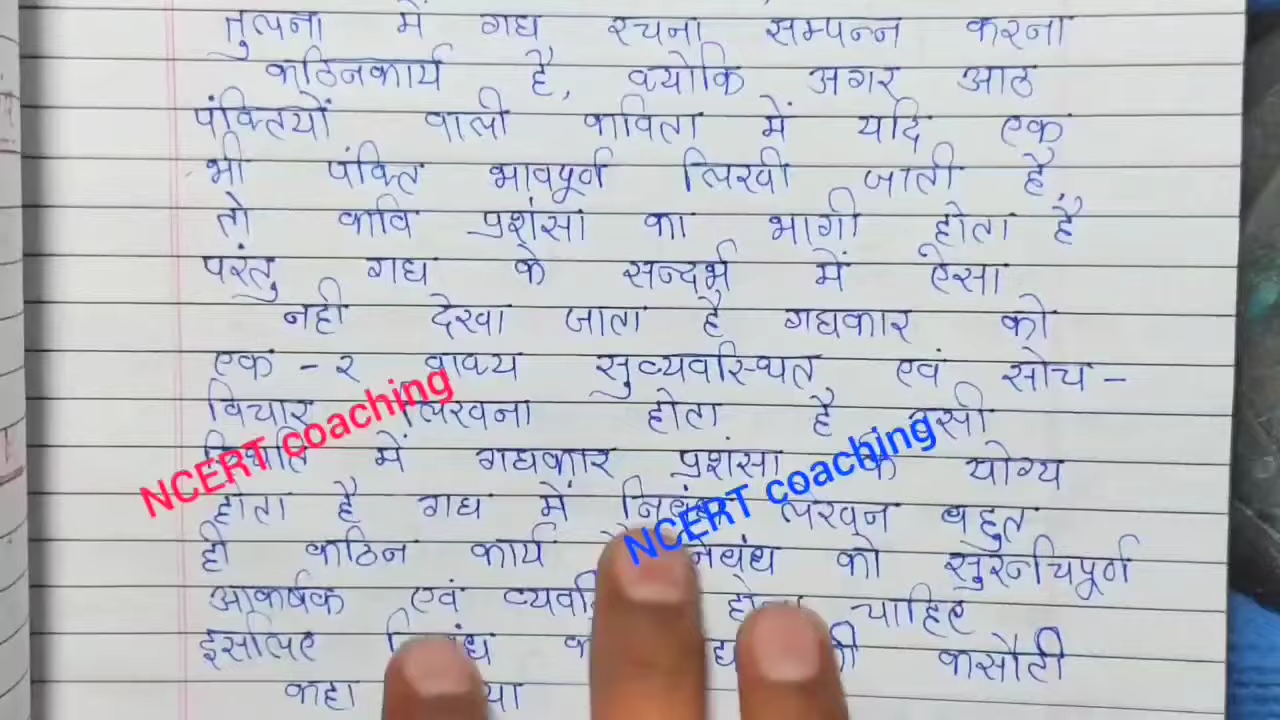 तुलना में गद्य रचना सम्पन्न करना
कठिनकार्य है, क्योकि अगर आठ
पंक्तियों वाली कविता में यदि एक
भी पंक्ति भावपूर्ण लिखी जाती है,
तो कवि प्रशंसा का भागी होता है
परंतु गद्य के सन्दर्भ में ऐसा
नही देखा जाता है गद्यकार को
एक - २ वाक्य सुव्यवस्थित एवं सोच -
विचार लिखना होता है इसी
स्थिति में गद्यकार प्रशंसा के योग्य
होता है गद्य में लेखन बहुत
ही कठिन कार्य निबंध को सुरूचिपूर्ण
आकर्षक एवं होना चाहिए
इसलिए की कसौटी
कहा
NCERT coaching
NCERT coaching